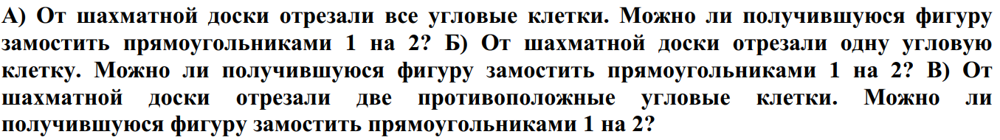 А) От шахматной доски отрезали все угловые клетки. Можно ли получившуюся фигуру
замостить прямоугольниками 1 на 2? Б) От шахматной доски отрезали одну угловую
клетку. Можно ли получившуюся фигуру замостить прямоугольниками 1 на 2? В) От
шахматной доски отрезали две противоположные угловые клетки. Можно ли
получившуюся фигуру замостить прямоугольниками 1 на 2?